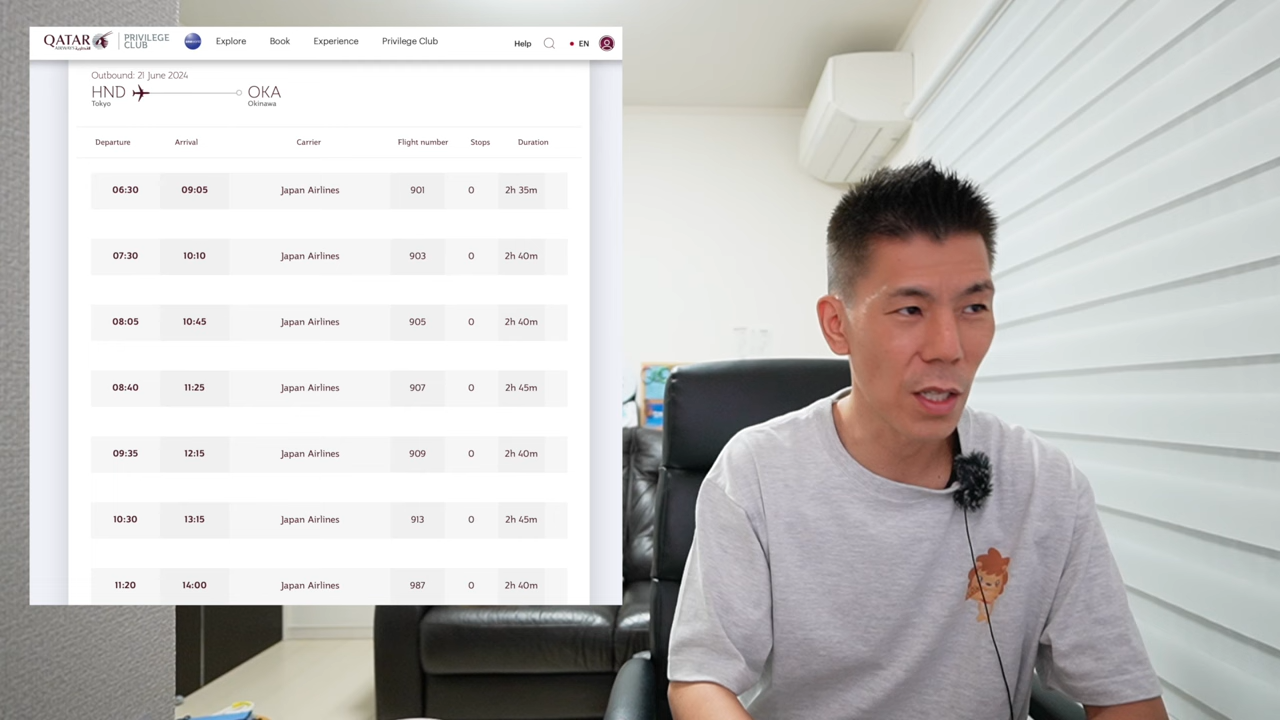 QATAR AIRWAYS القطرية PRIVILEGE CLUB Explore Book Experience Privilege Club Help EN
Outbound: 21 June 2024
HND OKA
Tokyo Okinawa
Departure Arrival Carrier Flight number Stops Duration
06:30 09:05 Japan Airlines 901 0 2h 35m
07:30 10:10 Japan Airlines 903 0 2h 40m
08:05 10:45 Japan Airlines 905 0 2h 40m
08:40 11:25 Japan Airlines 907 0 2h 45m
09:35 12:15 Japan Airlines 909 0 2h 40m
10:30 13:15 Japan Airlines 913 0 2h 45m
11:20 14:00 Japan Airlines 987 0 2h 40m